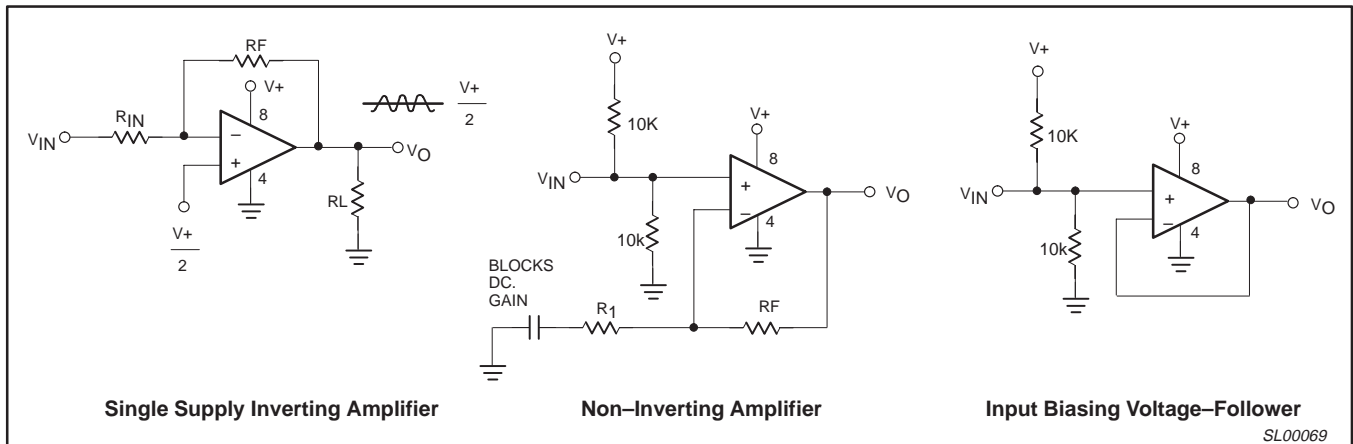 RF
V+
8
V+
2
RIN
VIN
−
+
4
VO
RL
V+
2
V+
10K
V+
8
VIN
+
−
VO
10k
4
BLOCKS
DC.
GAIN
R1
RF
V+
10K
V+
8
VIN
+
−
VO
10k
4
Single Supply Inverting Amplifier
Non–Inverting Amplifier
Input Biasing Voltage–Follower
SL00069